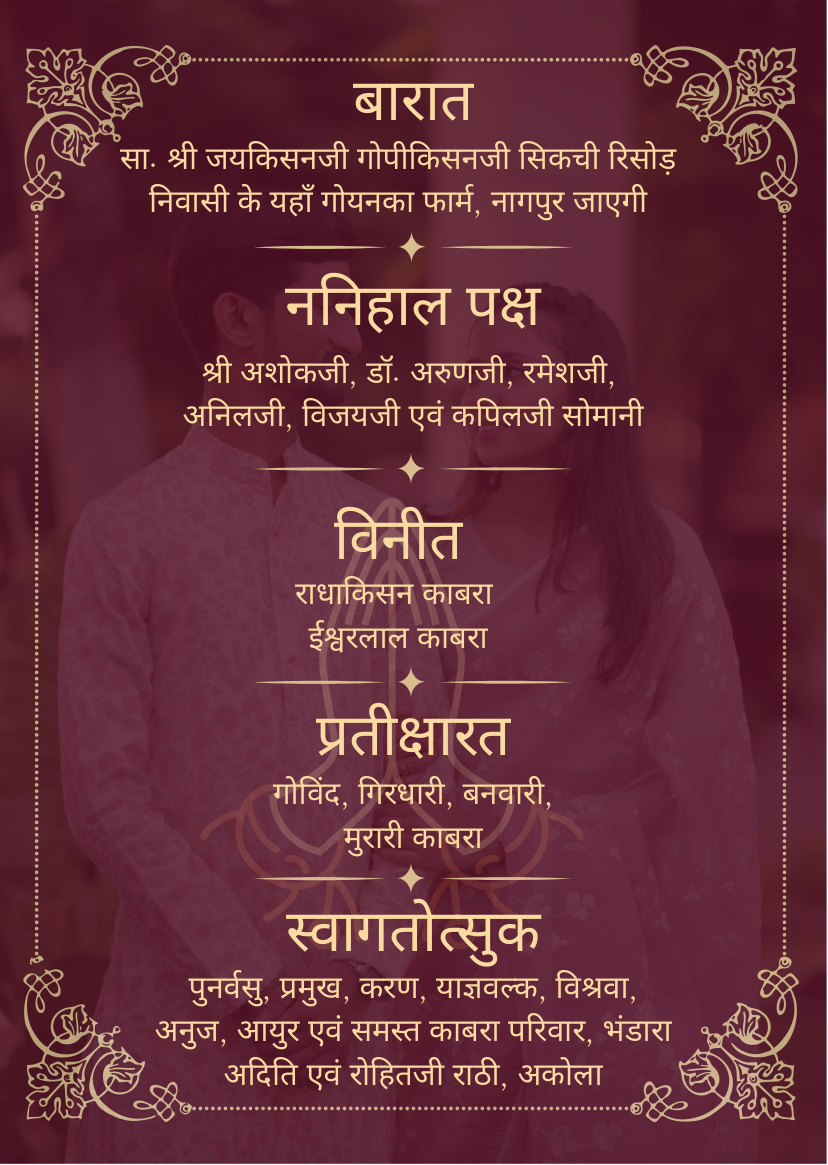 बारात
सा. श्री जयकिसनजी गोपीकिसनजी सिकची रिसोड़
निवासी के यहाँ गोयनका फार्म, नागपुर जाएगी
ननिहाल पक्ष
श्री अशोकजी, डॉ. अरुणजी, रमेशजी,
अनिलजी, विजयजी एवं कपिलजी सोमानी
विनीत
राधाकिसन काबरा
ईश्वरलाल काबरा
प्रतीक्षारत
गोविंद, गिरधारी, बनवारी,
मुरारी काबरा
स्वागतोत्सुक
पुनर्वसु, प्रमुख, करण, याज्ञवल्क, विश्रवा,
अनुज, आयुर एवं समस्त काबरा परिवार, भंडारा
अदिति एवं रोहितजी राठी, अकोला